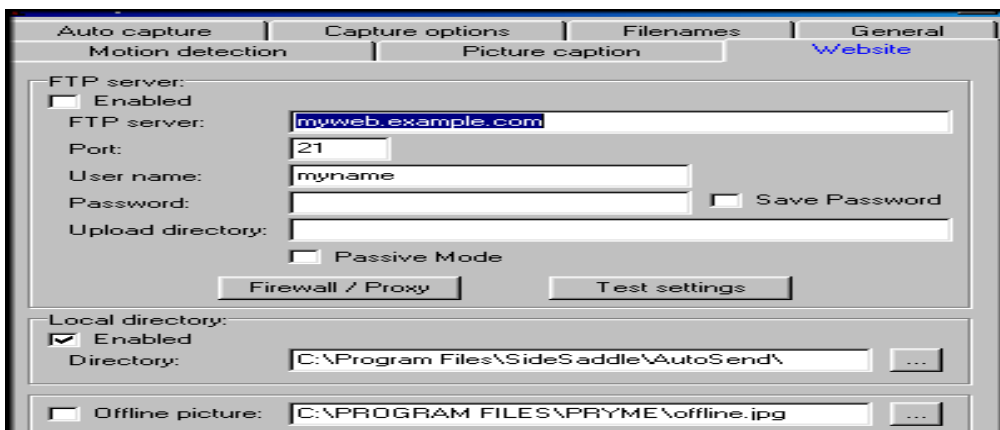 Auto capture Capture options Filenames General
Motion detection Picture caption Website
FTP server:
Enabled
FTP server: myweb.example.com
Port: 21
User name: myname
Password: Save Password
Upload directory:
Passive Mode
Firewall / Proxy Test settings
Local directory:
Enabled
Directory: C:\Program Files\SideSaddle\AutoSend\ ...
Offline picture: C:\PROGRAM FILES\PRYME\offline.jpg ...